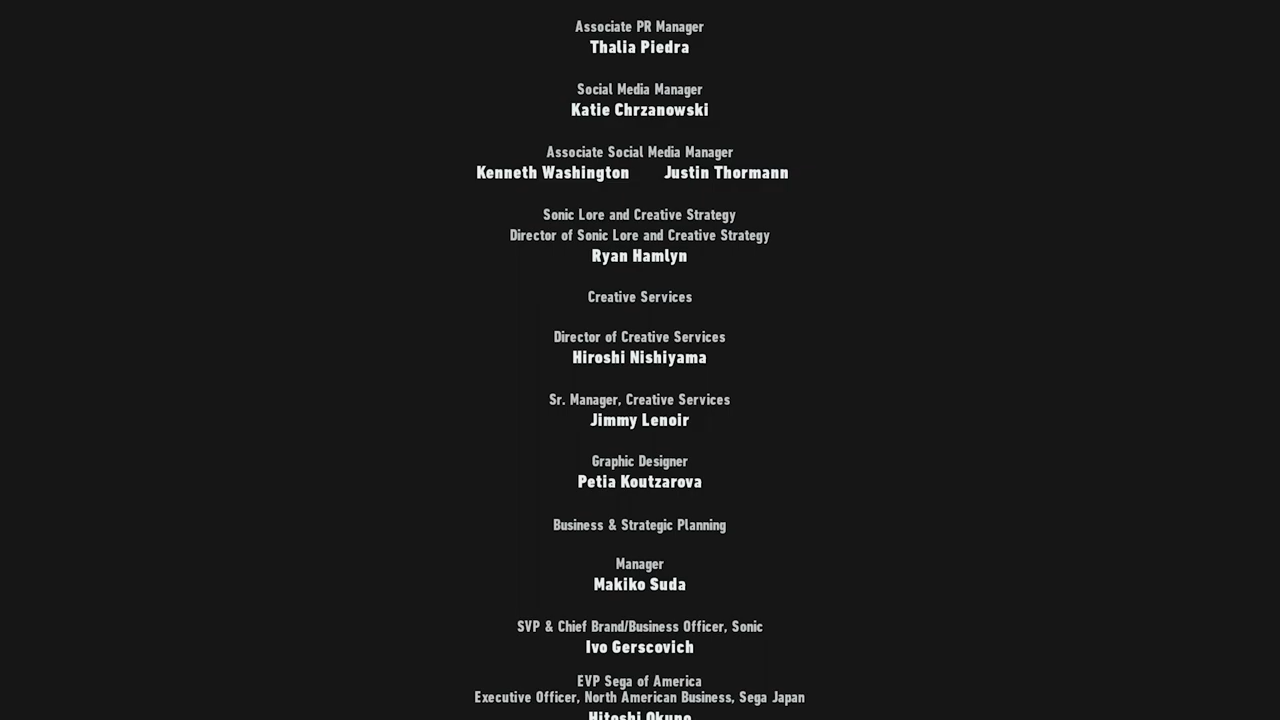 Associate PR Manager
Thalia Piedra
Social Media Manager
Katie Chrzanowski
Associate Social Media Manager
Kenneth Washington Justin Thormann
Sonic Lore and Creative Strategy
Director of Sonic Lore and Creative Strategy
Ryan Hamlyn
Creative Services
Director of Creative Services
Hiroshi Nishiyama
Sr. Manager, Creative Services
Jimmy Lenoir
Graphic Designer
Petia Koutzarova
Business & Strategic Planning
Manager
Makiko Suda
SVP & Chief Brand/Business Officer, Sonic
Ivo Gerscovich
EVP Sega of America
Executive Officer, North American Business, Sega Japan
Hitoshi Okuno